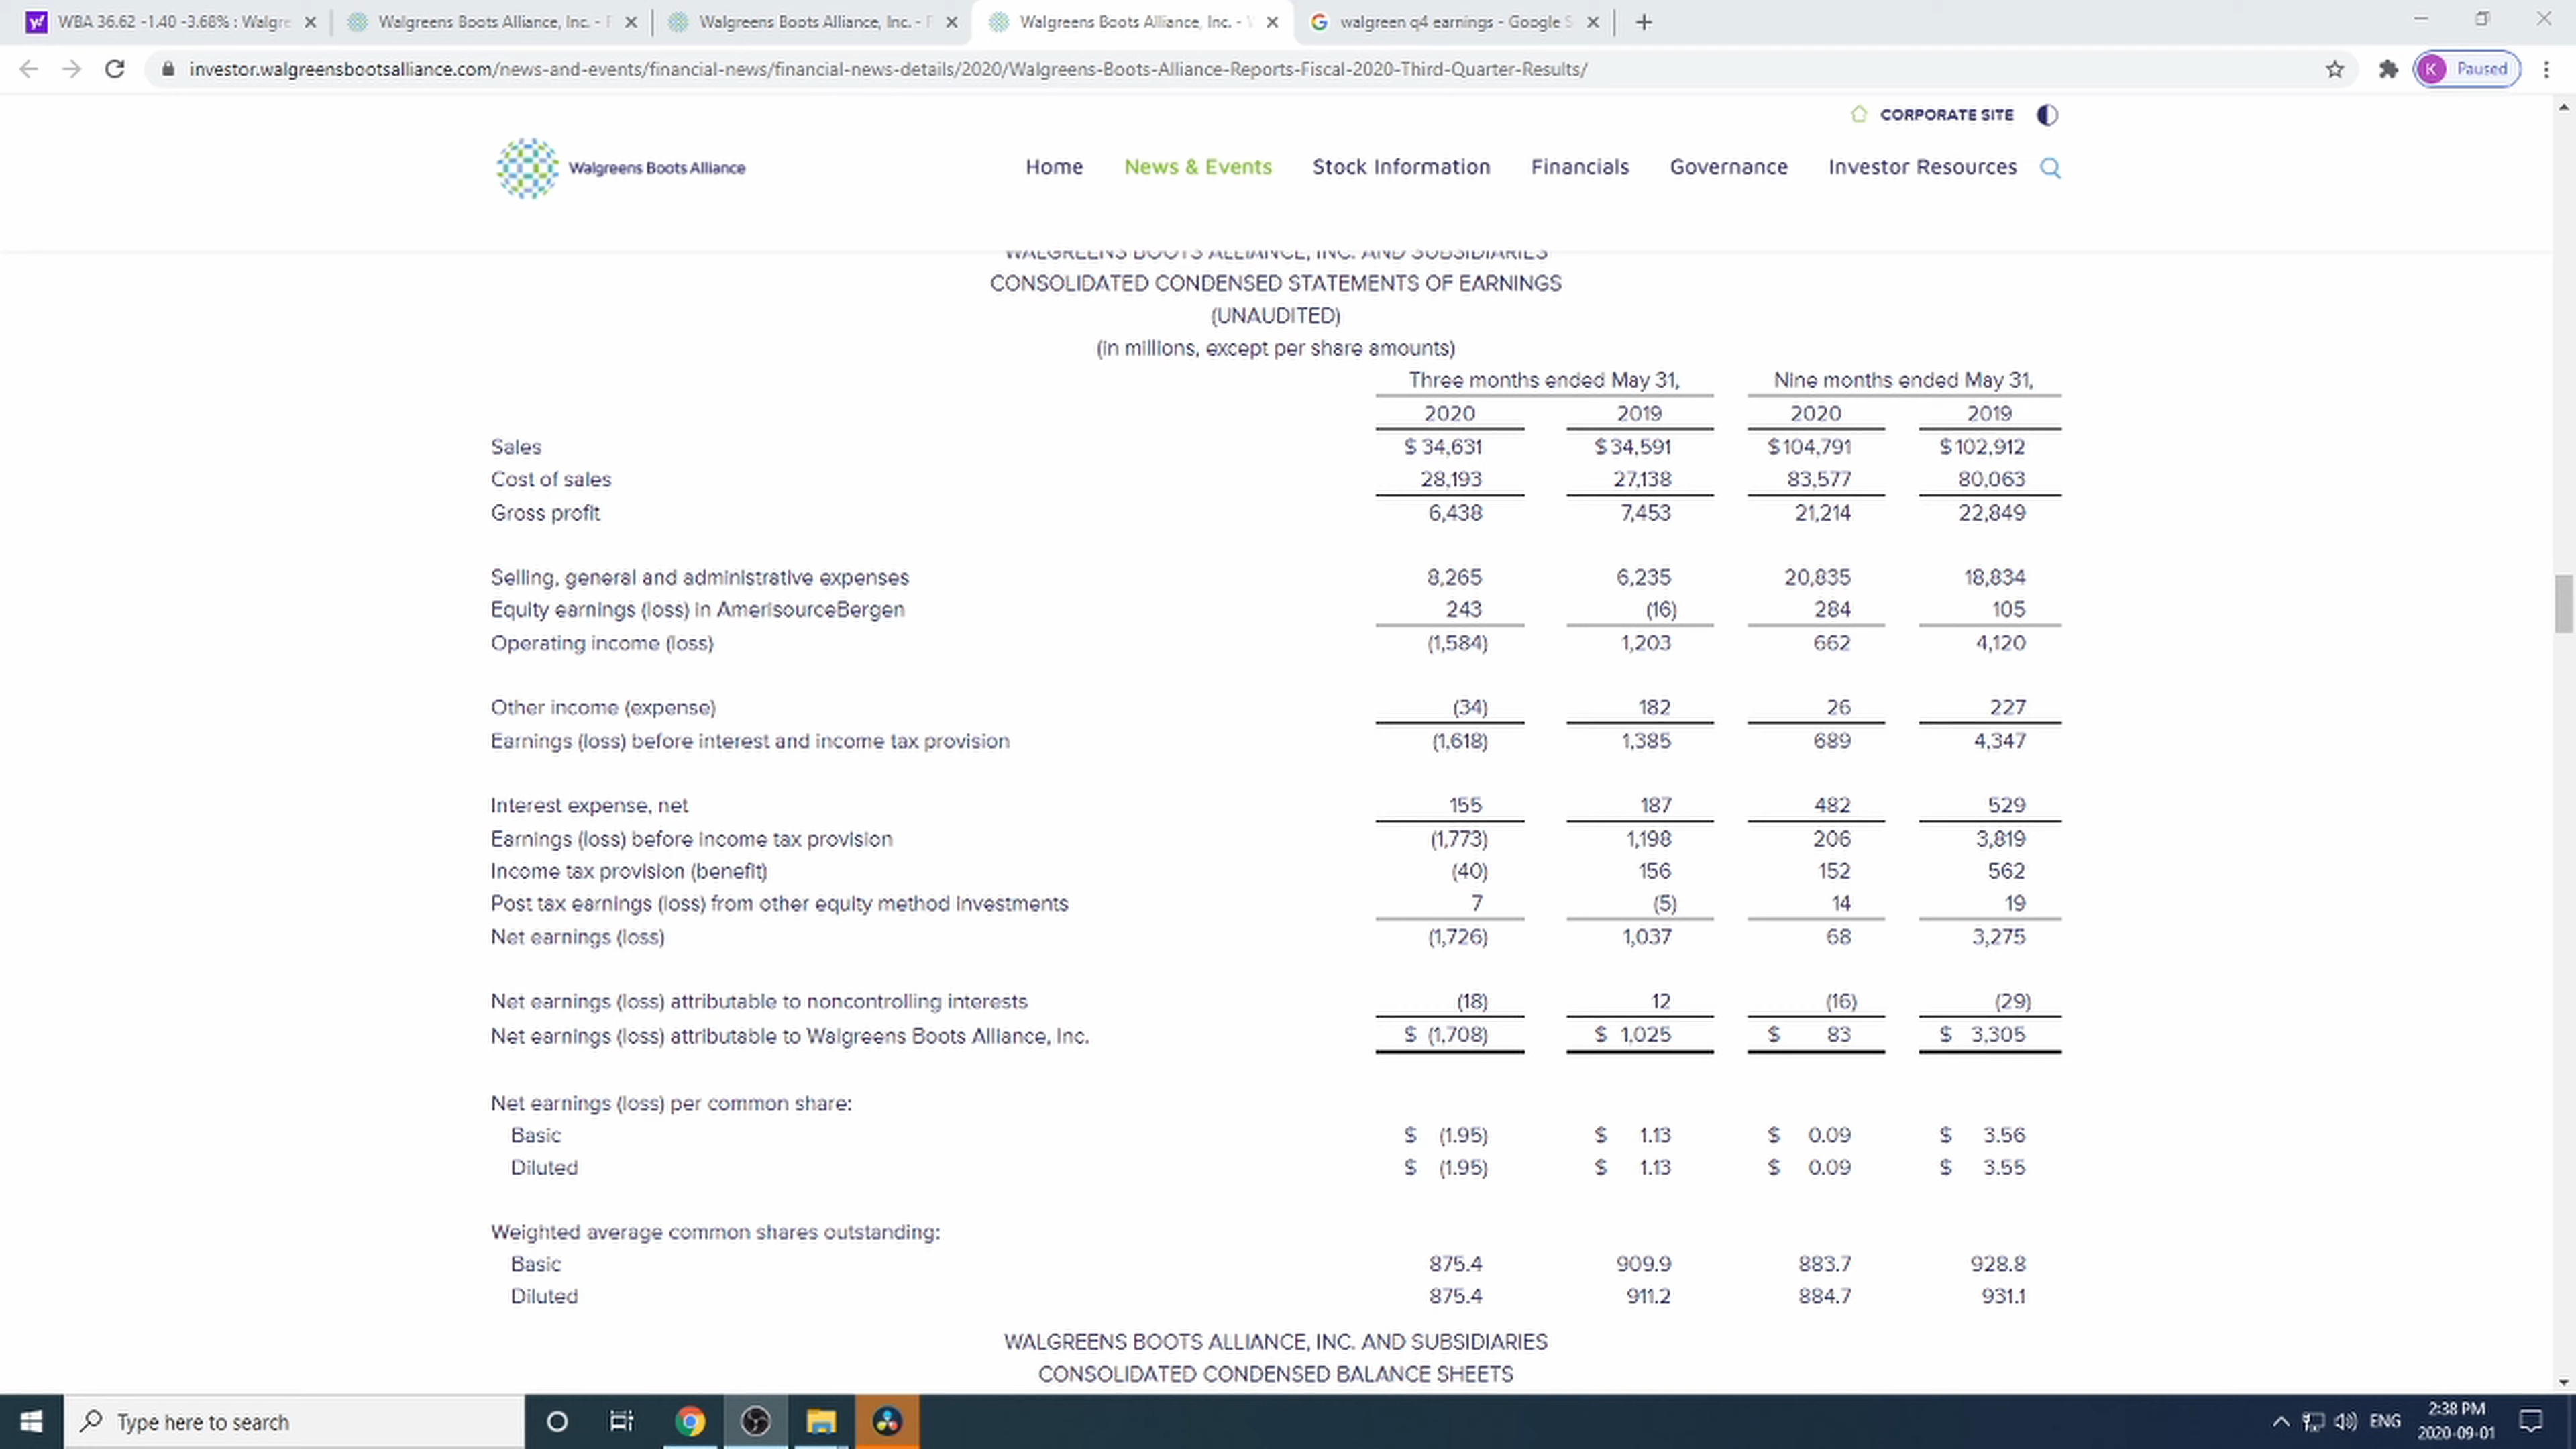 WBA 36.62 -1.40 -3.68% : Walgre
Walgreens Boots Alliance, Inc. - F
Walgreens Boots Alliance, Inc. - F
Walgreens Boots Alliance, Inc. -
walgreen q4 earnings - Google S
investor.walgreensbootsalliance.com/news-and-events/financial-news/financial-news-details/2020/Walgreens-Boots-Alliance-Reports-Fiscal-2020-Third-Quarter-Results/
K Paused
CORPORATE SITE
Walgreens Boots Alliance
Home News & Events Stock Information Financials Governance Investor Resources
WALGREENS BOOTS ALLIANCE, INC. AND SUBSIDIARIES
CONSOLIDATED CONDENSED STATEMENTS OF EARNINGS
(UNAUDITED)
(in millions, except per share amounts)
Three months ended May 31, Nine months ended May 31,
2020 2019 2020 2019
Sales $ 34,631 $ 34,591 $ 104,791 $ 102,912
Cost of sales 28,193 27,138 83,577 80,063
Gross profit 6,438 7,453 21,214 22,849
Selling, general and administrative expenses 8,265 6,235 20,835 18,834
Equity earnings (loss) in AmerisourceBergen 243 (16) 284 105
Operating income (loss) (1,584) 1,203 662 4,120
Other income (expense) (34) 182 26 227
Earnings (loss) before interest and income tax provision (1,618) 1,385 689 4,347
Interest expense, net 155 187 482 529
Earnings (loss) before income tax provision (1,773) 1,198 206 3,819
Income tax provision (benefit) (40) 156 152 562
Post tax earnings (loss) from other equity method investments 7 (5) 14 19
Net earnings (loss) (1,726) 1,037 68 3,275
Net earnings (loss) attributable to noncontrolling interests (18) 12 (16) (29)
Net earnings (loss) attributable to Walgreens Boots Alliance, Inc. $ (1,708) $ 1,025 $ 83 $ 3,305
Net earnings (loss) per common share:
Basic $ (1.95) $ 1.13 $ 0.09 $ 3.56
Diluted $ (1.95) $ 1.13 $ 0.09 $ 3.55
Weighted average common shares outstanding:
Basic 875.4 909.9 883.7 928.8
Diluted 875.4 911.2 884.7 931.1
WALGREENS BOOTS ALLIANCE, INC. AND SUBSIDIARIES
CONSOLIDATED CONDENSED BALANCE SHEETS
Type here to search
ENG
2:38 PM
2020-09-01